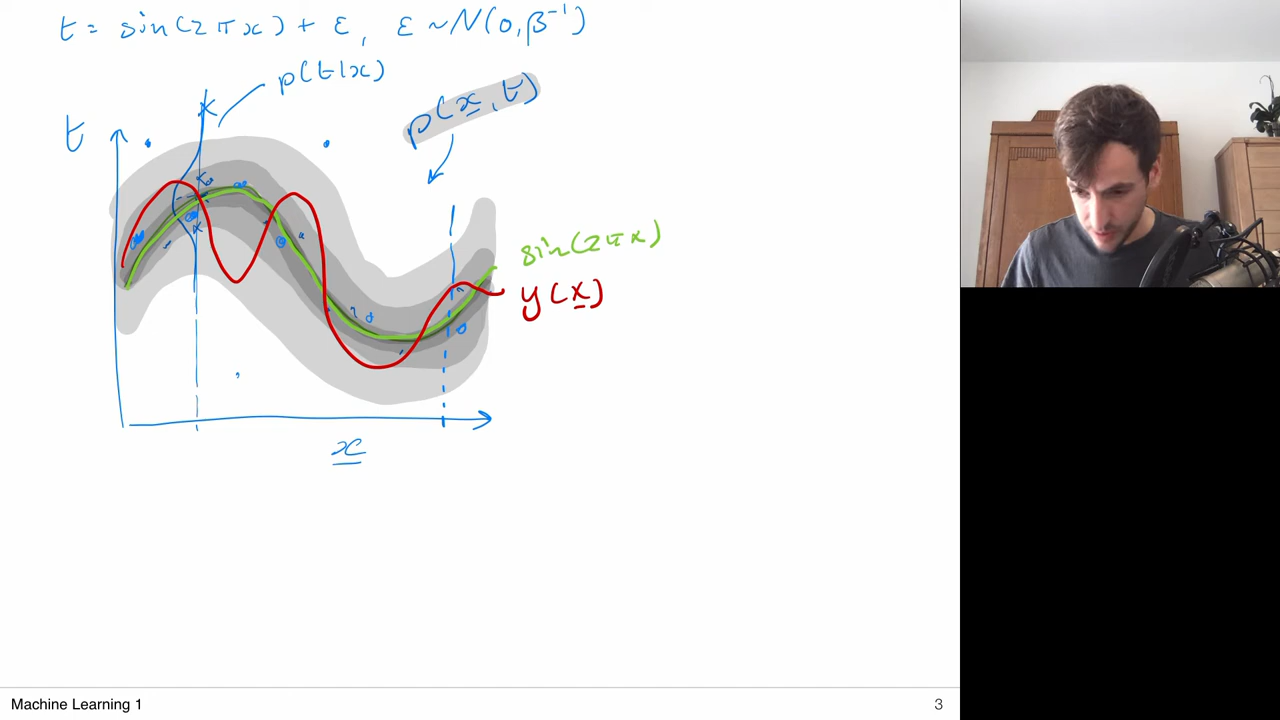 t = sin(2πx) + ε, ε ~ N(0, β⁻¹)
p(t|x)
p(x, t)
t
sin(2πx)
y(x)
x
Machine Learning 1
3